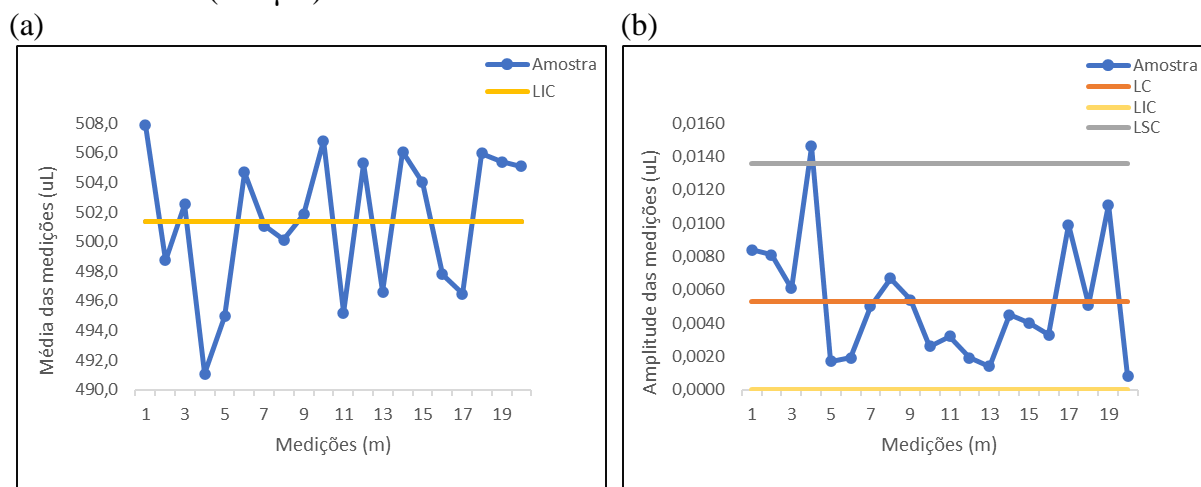 (a)
Amostra
LIC
508,0
506,0
504,0
502,0
500,0
498,0
496,0
494,0
492,0
490,0
Média das medições (uL)
1 3 5 7 9 11 13 15 17 19
Medições (m)
(b)
Amostra
LC
LIC
LSC
0,0160
0,0140
0,0120
0,0100
0,0080
0,0060
0,0040
0,0020
0,0000
Amplitude das medições (uL)
1 3 5 7 9 11 13 15 17 19
Medições (m)